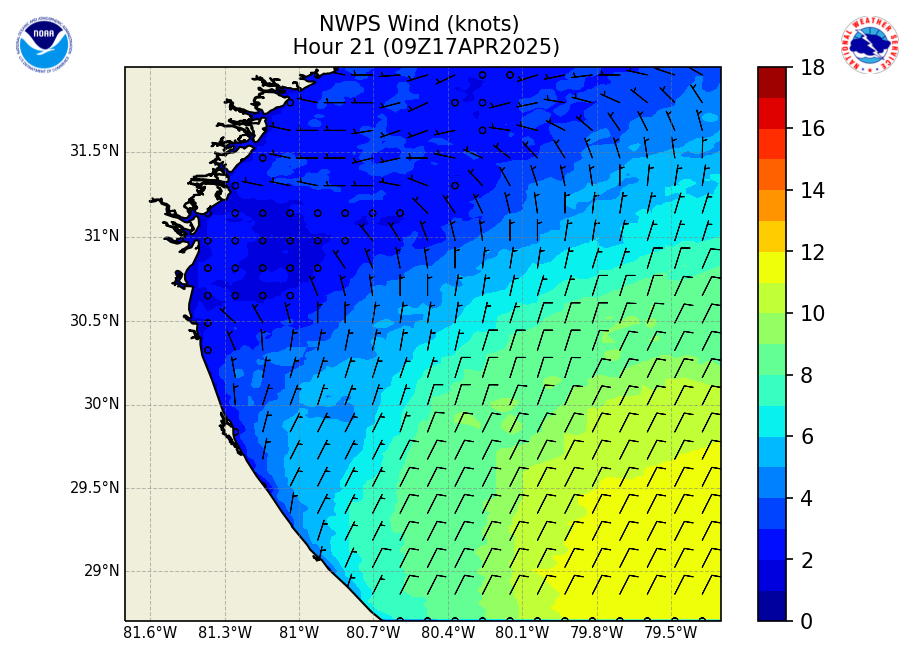 NWPS Wind (knots)
Hour 21 (09Z17APR2025)
NOAA
NATIONAL WEATHER SERVICE
31.5°N
31°N
30.5°N
30°N
29.5°N
29°N
81.6°W 81.3°W 81°W 80.7°W 80.4°W 80.1°W 79.8°W 79.5°W
18
16
14
12
10
8
6
4
2
0